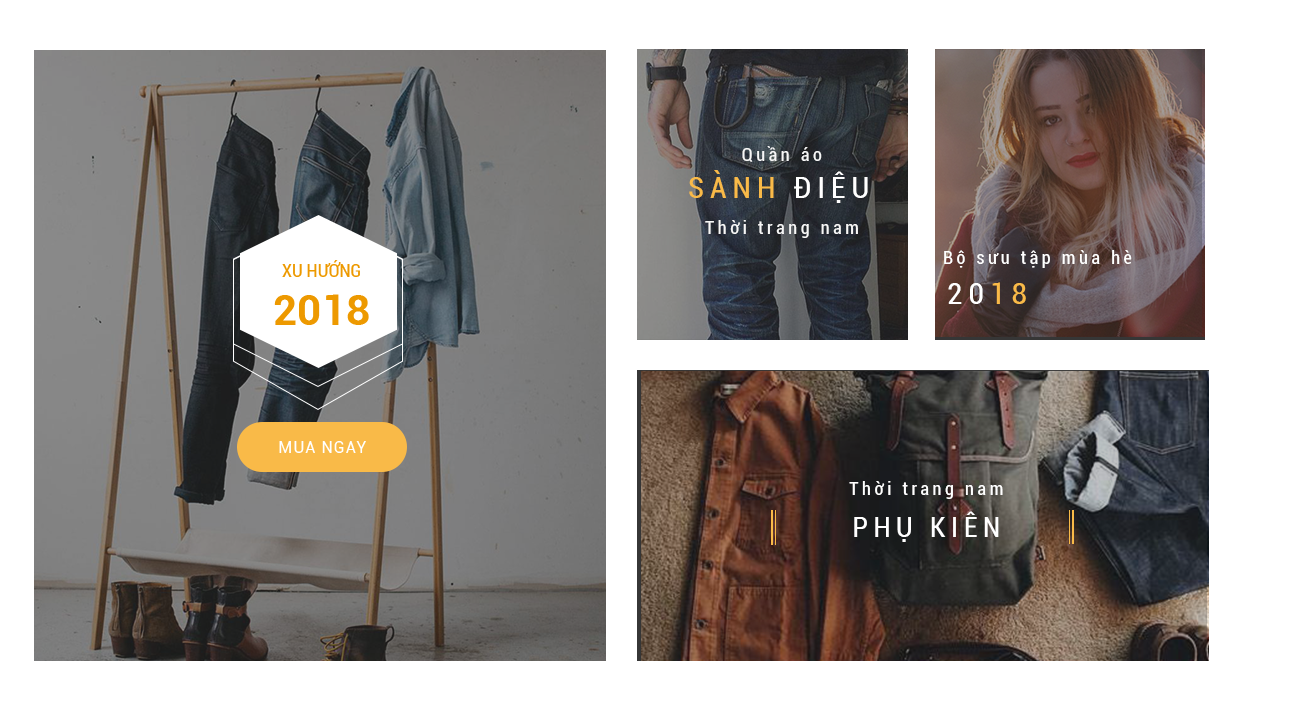 XU HƯỚNG
2018
MUA NGAY
Quần áo
SÀNH ĐIỆU
Thời trang nam
Bộ sưu tập mùa hè
2018
Thời trang nam
PHỤ KIÊN